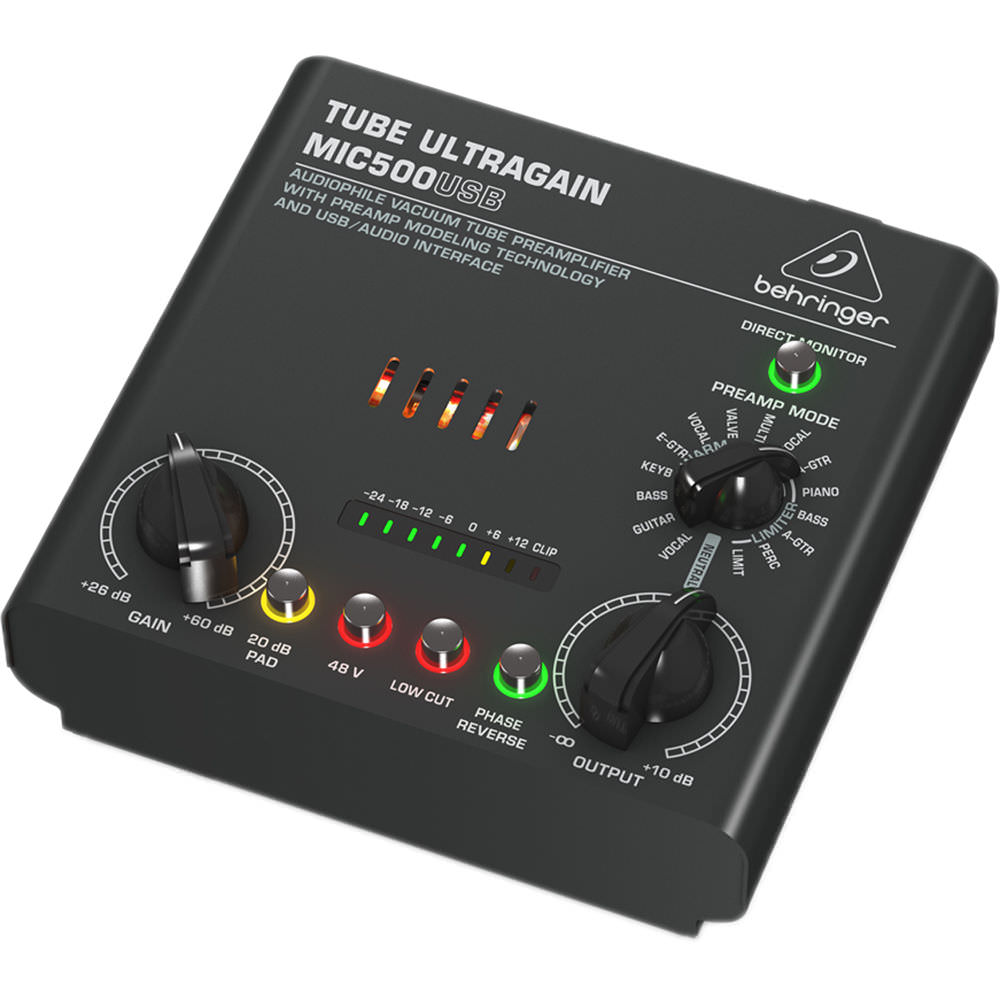 TUBE ULTRAGAIN
MIC500USB
AUDIOPHILE VACUUM TUBE PREAMPLIFIER
WITH PREAMP MODELING TECHNOLOGY
AND USB/AUDIO INTERFACE
behringer
DIRECT MONITOR
PREAMP MODE
VOCAL
VALVE
MULTI
E-GTR
KEYB
BASS
GUITAR
VOCAL
A-GTR
PIANO
BASS
A-GTR
PERC
LIMIT
LIMITER
NEUTRAL
-24 -18 -12 -6 0 +6 +12 CLIP
+26 dB
GAIN
+60 dB
20 dB
PAD
48 V
LOW CUT
PHASE
REVERSE
-∞
OUTPUT
+10 dB